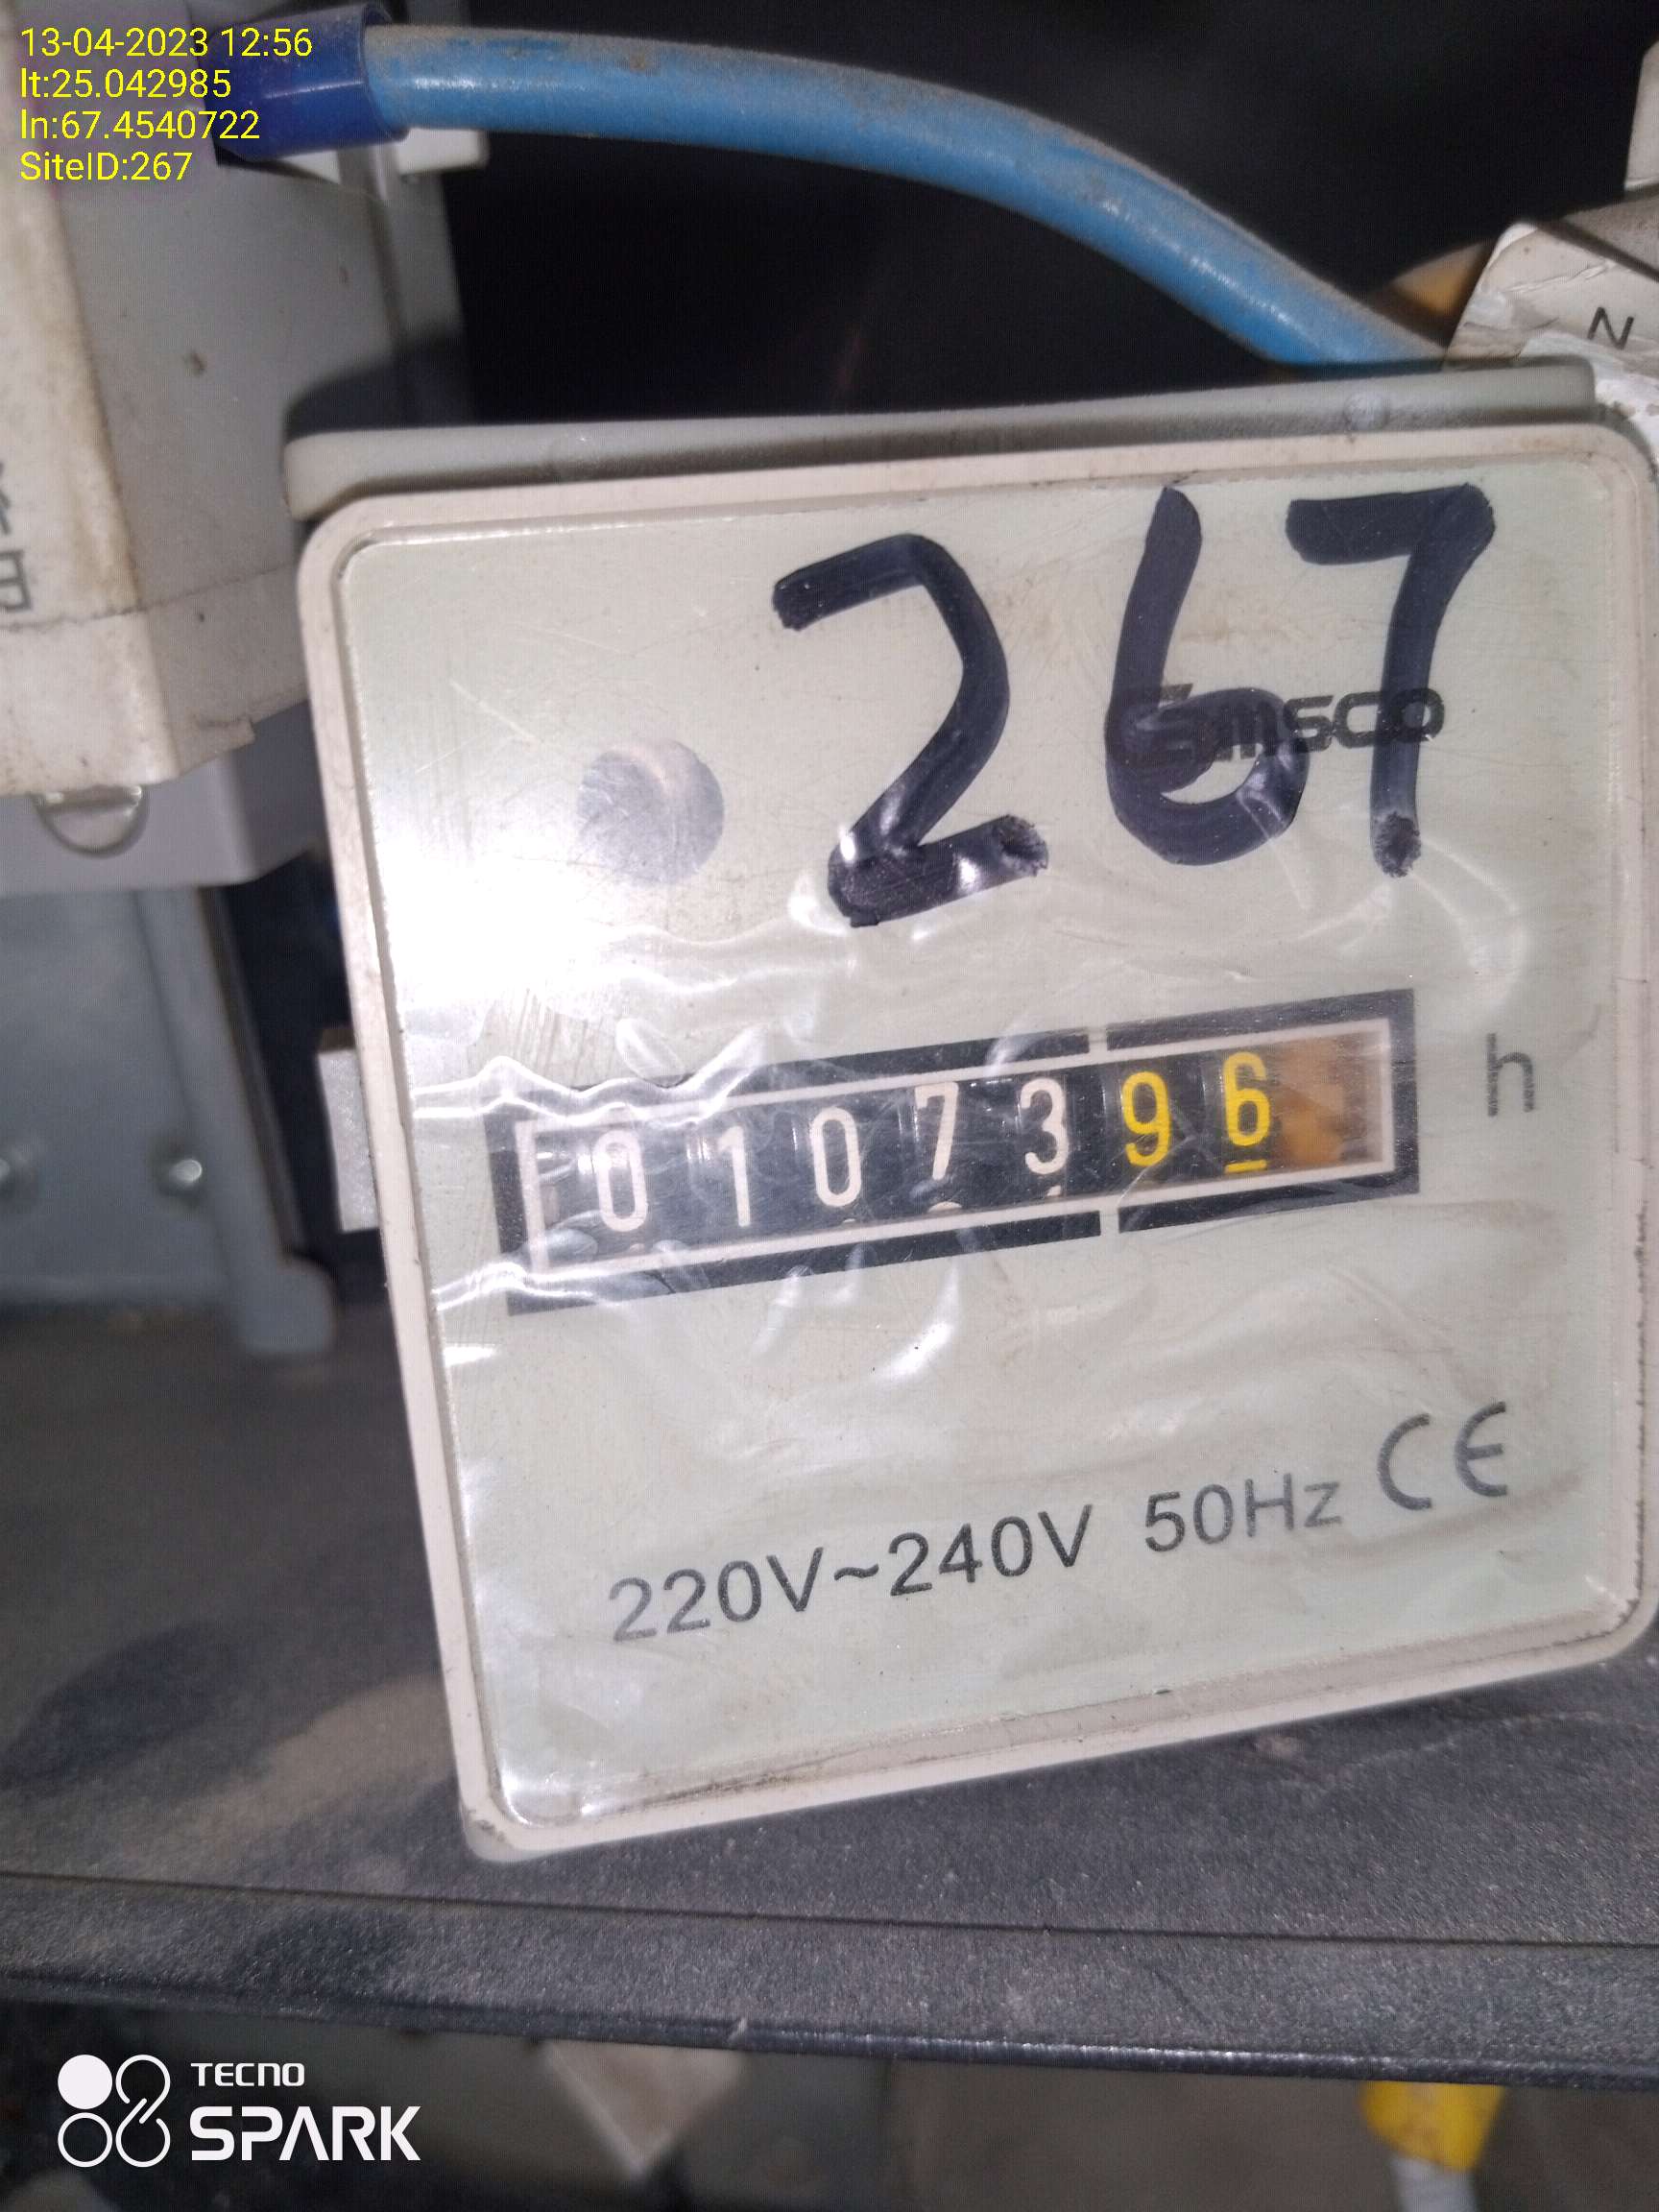 13-04-2023 12:56
lt:25.042985
ln:67.4540722
SiteID:267
N
267
Emsco
0107396
h
220V~240V 50Hz CE
TECNO
SPARK